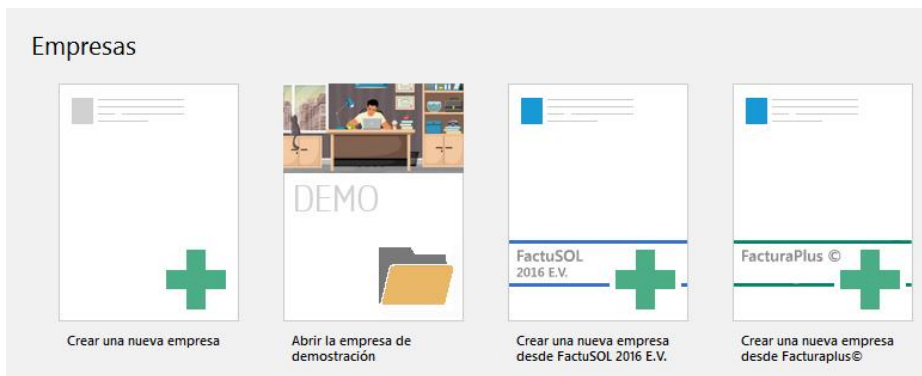 Empresas
DEMO
FactuSOL
2016 E.V.
FacturaPlus ©
Crear una nueva empresa
Abrir la empresa de
demostración
Crear una nueva empresa
desde FactuSOL 2016 E.V.
Crear una nueva empresa
desde Facturaplus©